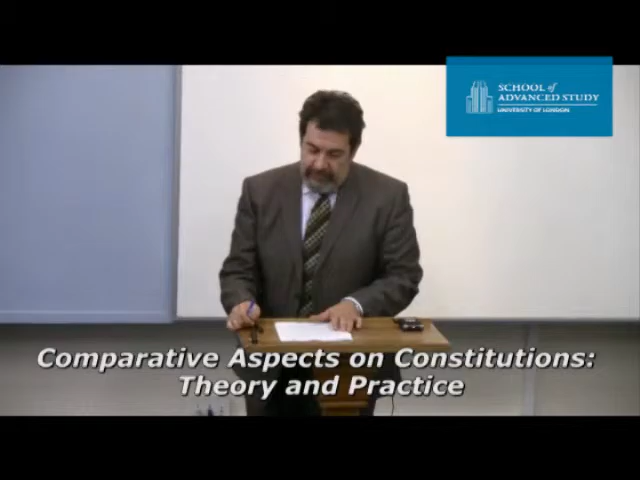 SCHOOL of
ADVANCED STUDY
UNIVERSITY OF LONDON
Comparative Aspects on Constitutions:
Theory and Practice